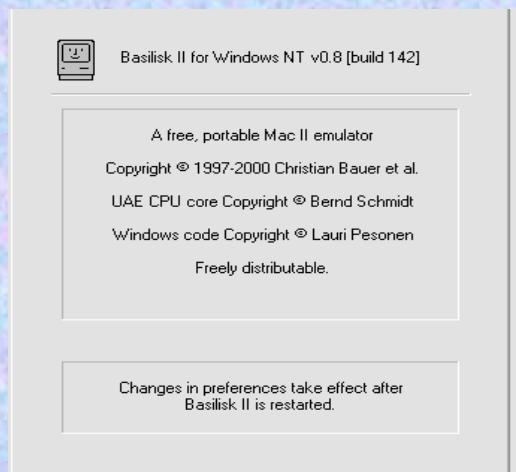 Basilisk II for Windows NT v0.8 [build 142]
A free, portable Mac II emulator
Copyright © 1997-2000 Christian Bauer et al.
UAE CPU core Copyright © Bernd Schmidt
Windows code Copyright © Lauri Pesonen
Freely distributable.
Changes in preferences take effect after
Basilisk II is restarted.